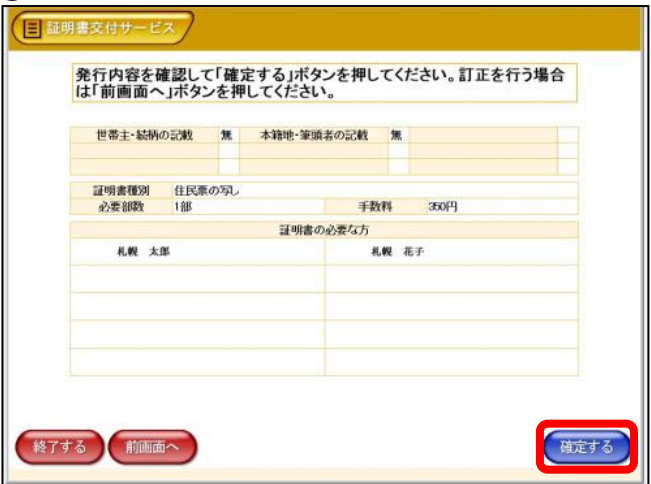 証明書交付サービス
発行内容を確認して「確定する」ボタンを押してください。訂正を行う場合
は「前画面へ」ボタンを押してください。
世帯主・続柄の記載 無 本籍地・筆頭者の記載 無
証明書種別 住民票の写し
必要部数 1部 手数料 350円
証明書の必要な方
札幌 太郎 札幌 花子
終了する 前画面へ 確定する